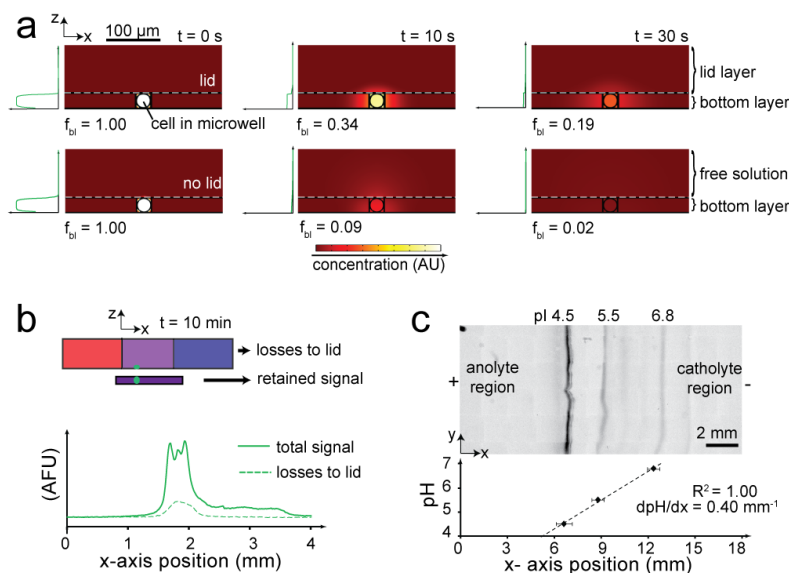 a
z
x
100 μm
t = 0 s
t = 10 s
t = 30 s
lid
lid layer
bottom layer
cell in microwell
f_bl = 1.00
f_bl = 0.34
f_bl = 0.19
no lid
free solution
bottom layer
f_bl = 1.00
f_bl = 0.09
f_bl = 0.02
concentration (AU)
b
z
x
t = 10 min
losses to lid
retained signal
total signal
losses to lid
(AFU)
0 1 2 3 4
x-axis position (mm)
c
pI 4.5 5.5 6.8
+
anolyte region
catholyte region
-
2 mm
y
x
pH
7
6
5
4
R² = 1.00
dpH/dx = 0.40 mm⁻¹
0 3 6 9 12 15 18
x- axis position (mm)